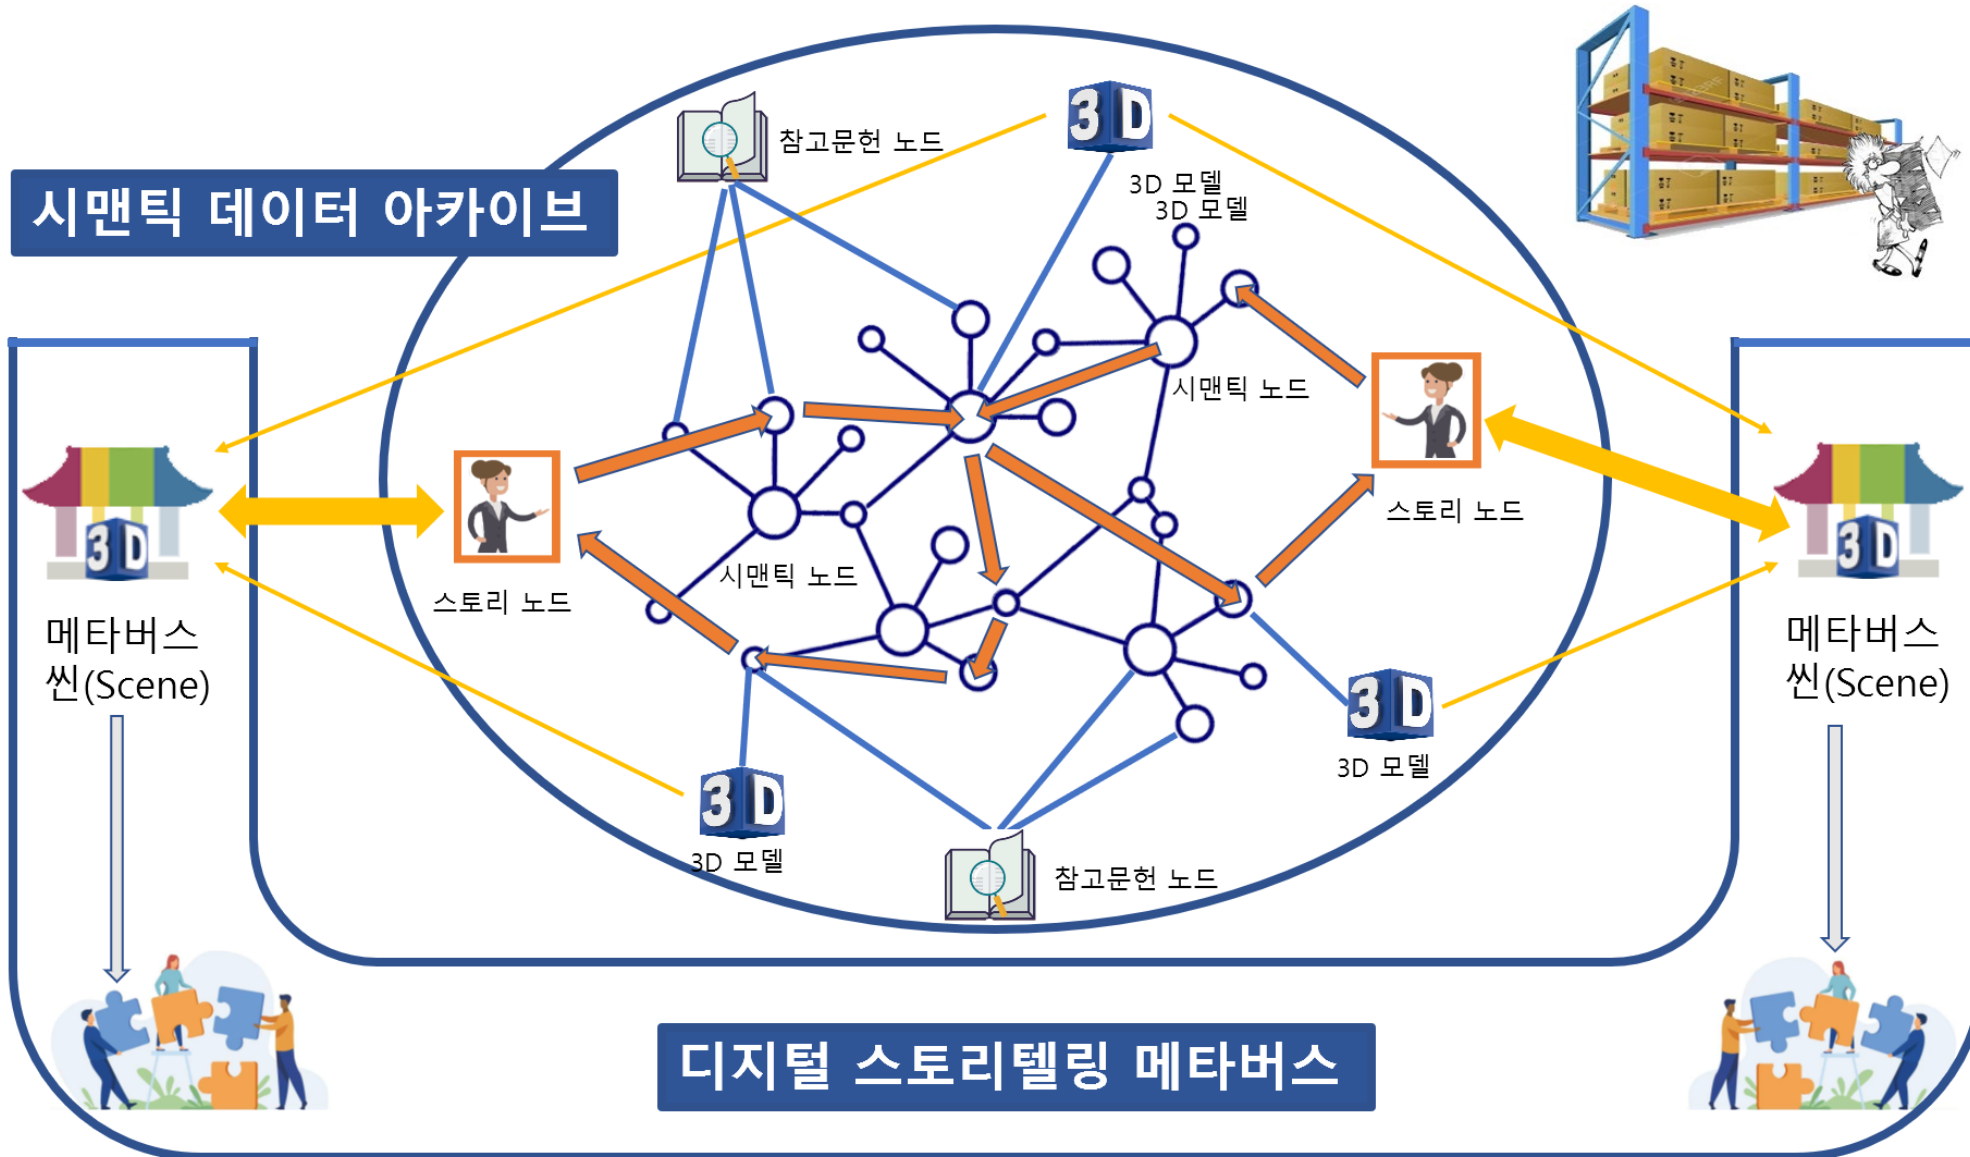 참고문헌 노드
3D
3D 모델
3D 모델
시맨틱 데이터 아카이브
시맨틱 노드
스토리 노드
3D
메타버스
씬(Scene)
스토리 노드
시맨틱 노드
3D
메타버스
씬(Scene)
3D
3D 모델
3D
3D 모델
참고문헌 노드
디지털 스토리텔링 메타버스